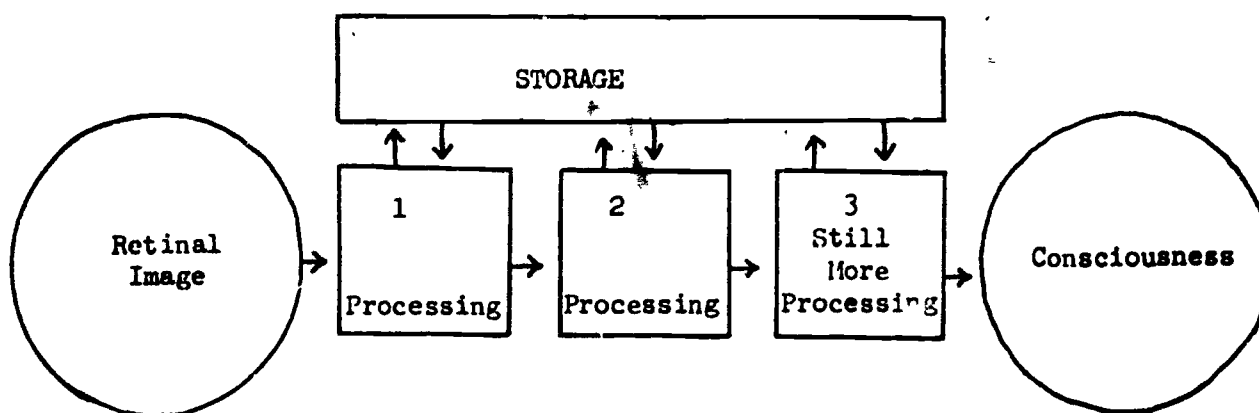 STORAGE
Retinal
Image
1
Processing
2
Processing
3
Still
More
Processing
Consciousness